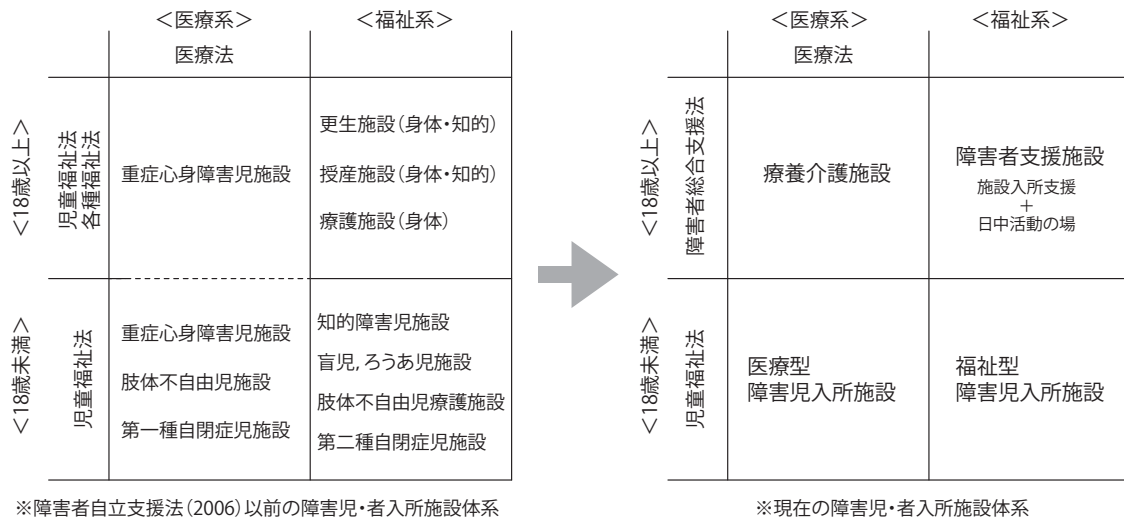 ＜医療系＞
＜福祉系＞
医療法
＜18歳以上＞
児童福祉法
各種福祉法
重症心身障害児施設
更生施設（身体・知的）
授産施設（身体・知的）
療護施設（身体）
＜18歳未満＞
児童福祉法
重症心身障害児施設
肢体不自由児施設
第一種自閉症児施設
知的障害児施設
盲児，ろうあ児施設
肢体不自由児療護施設
第二種自閉症児施設
※障害者自立支援法（2006）以前の障害児・者入所施設体系
＜医療系＞
＜福祉系＞
医療法
＜18歳以上＞
障害者総合支援法
療養介護施設
障害者支援施設
施設入所支援
＋
日中活動の場
＜18歳未満＞
児童福祉法
医療型
障害児入所施設
福祉型
障害児入所施設
※現在の障害児・者入所施設体系